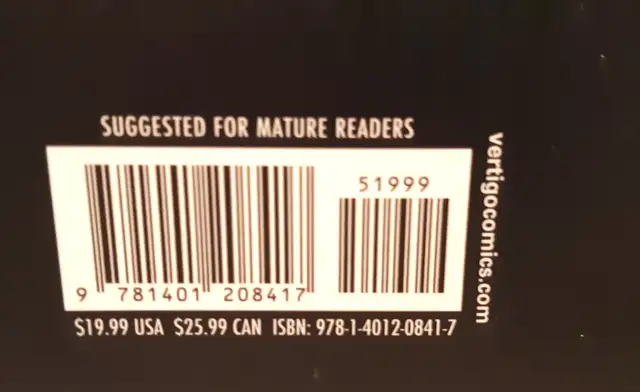 SUGGESTED FOR MATURE READERS
51999
9 781401 208417
$19.99 USA $25.99 CAN ISBN: 978-1-4012-0841-7
vertigocomics.com